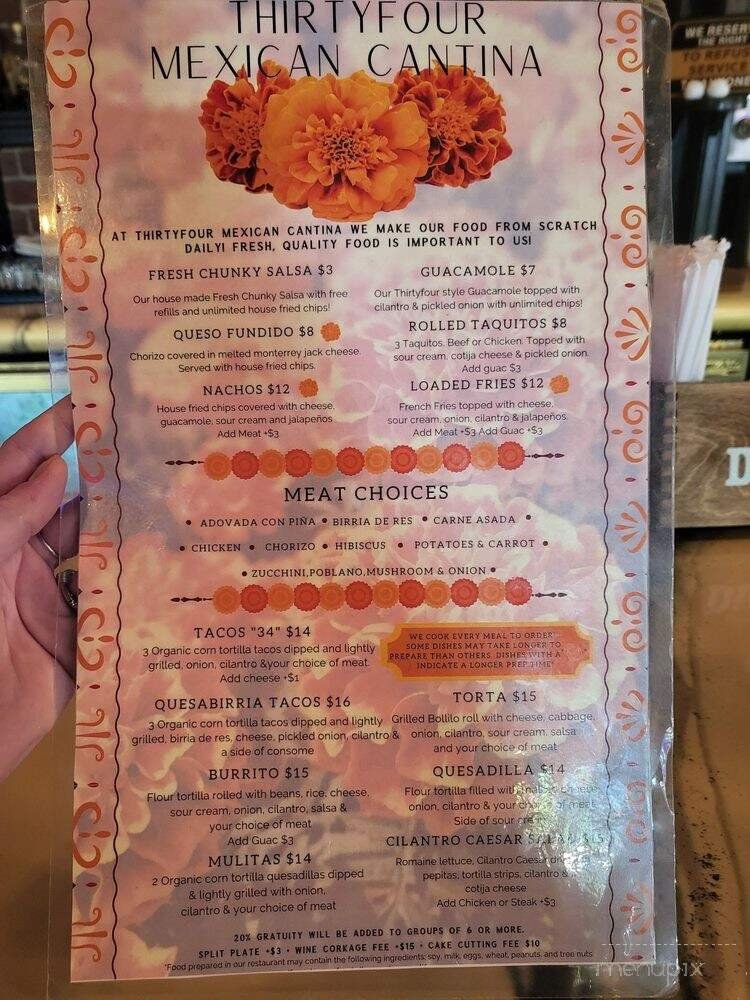 THIRTYFOUR
MEXICAN CANTINA
WE RESERVE
THE RIGHT
SERVICE
AT THIRTYFOUR MEXICAN CANTINA WE MAKE OUR FOOD FROM SCRATCH
DAILY! FRESH, QUALITY FOOD IS IMPORTANT TO US!
FRESH CHUNKY SALSA $3
Our house made Fresh Chunky Salsa with free
refills and unlimited house fried chips!
GUACAMOLE $7
Our Thirtyfour style Guacamole topped with
cilantro & pickled onion with unlimited chips!
QUESO FUNDIDO $8
Chorizo covered in melted monterrey jack cheese.
Served with house fried chips.
ROLLED TAQUITOS $8
3 Taquitos. Beef or Chicken. Topped with
sour cream, cotija cheese & pickled onion.
Add guac $3
NACHOS $12
House fried chips covered with cheese,
guacamole, sour cream and jalapeños
Add Meat +$3
LOADED FRIES $12
French Fries topped with cheese,
sour cream, onion, cilantro & jalapeños.
Add Meat +$3 Add Guac +$3
MEAT CHOICES
• ADOVADA CON PIÑA • BIRRIA DE RES • CARNE ASADA •
• CHICKEN • CHORIZO • HIBISCUS • POTATOES & CARROT •
• ZUCCHINI,POBLANO,MUSHROOM & ONION •
TACOS "34" $14
3 Organic corn tortilla tacos dipped and lightly
grilled, onion, cilantro &your choice of meat.
Add cheese +$1
WE COOK EVERY MEAL TO ORDER
SOME DISHES MAY TAKE LONGER TO
PREPARE THAN OTHERS. DISHES WITH A
INDICATE A LONGER PREP TIME!
QUESABIRRIA TACOS $16
3 Organic corn tortilla tacos dipped and lightly
grilled, birria de res, cheese, pickled onion, cilantro &
a side of consome
TORTA $15
Grilled Bollilo roll with cheese, cabbage,
onion, cilantro, sour cream, salsa
and your choice of meat
BURRITO $15
Flour tortilla rolled with beans, rice, cheese,
sour cream, onion, cilantro, salsa &
your choice of meat
Add Guac $3
QUESADILLA $14
Flour tortilla filled with cheese
onion, cilantro & your choice of meat
Side of sour cream
MULITAS $14
2 Organic corn tortilla quesadillas dipped
& lightly grilled with onion,
cilantro & your choice of meat
CILANTRO CAESAR SALAD $15
Romaine lettuce, Cilantro Caesar
pepitas, tortilla strips, cilantro &
cotija cheese
Add Chicken or Steak +$3
20% GRATUITY WILL BE ADDED TO GROUPS OF 6 OR MORE.
SPLIT PLATE +$3 • WINE CORKAGE FEE +$15 • CAKE CUTTING FEE $10
*Food prepared in our restaurant may contain the following ingredients: soy, milk, eggs, wheat, peanuts, and tree nuts
menupix